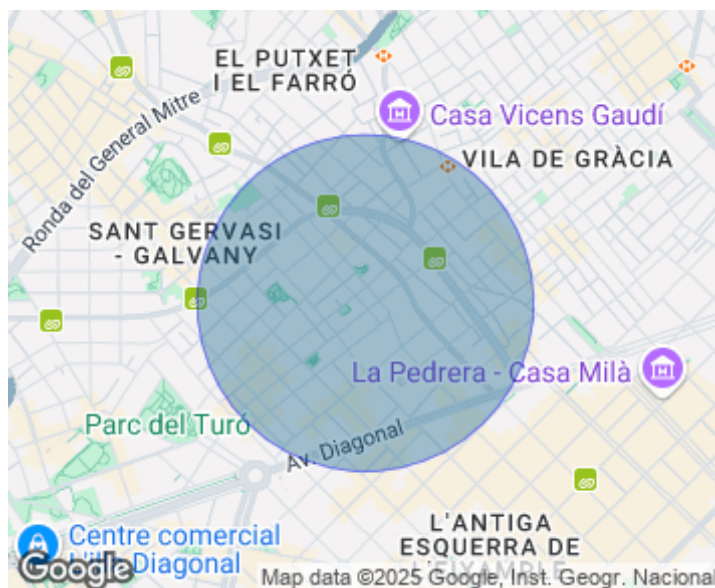 EL PUTXET
I EL FARRÓ
Casa Vicens Gaudí
VILA DE GRÀCIA
Ronda del General Mitre
SANT GERVASI
- GALVANY
La Pedrera - Casa Milà
Parc del Turó
Av. Diagonal
L'ANTIGA
ESQUERRA DE
L'EIXAMPLE
Centre comercial
L'illa Diagonal
Google
Map data ©2025 Google, Inst. Geogr. Nacional